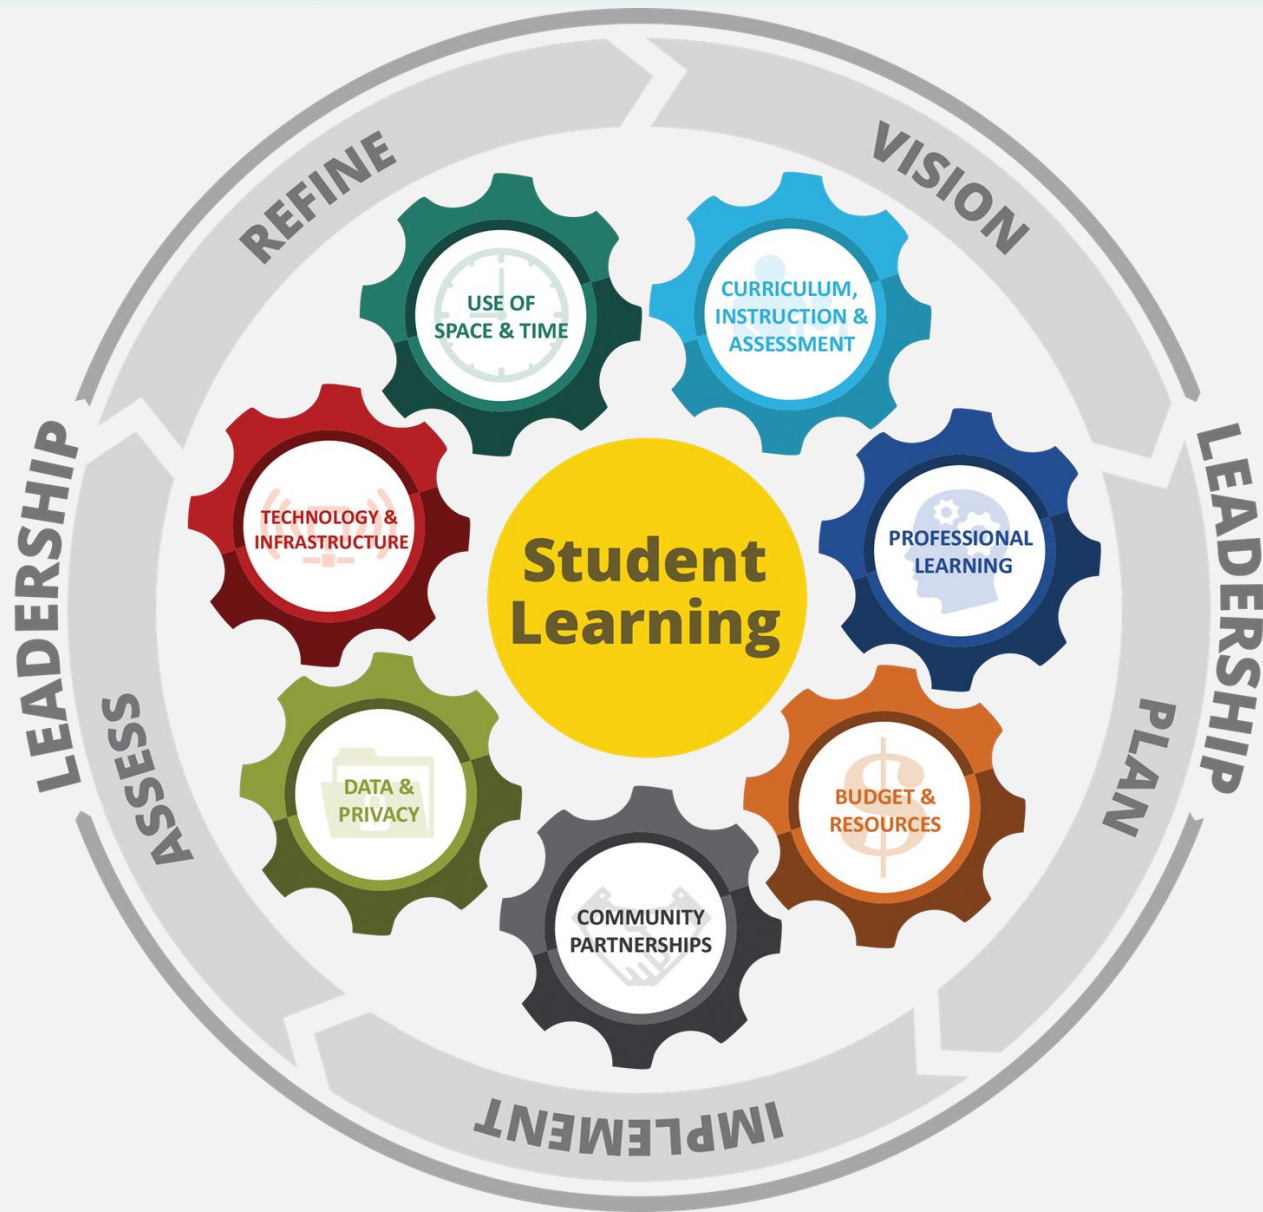 REFINE
VISION
USE OF
SPACE & TIME
CURRICULUM,
INSTRUCTION &
ASSESSMENT
LEADERSHIP
LEADERSHIP
TECHNOLOGY &
INFRASTRUCTURE
Student
Learning
PROFESSIONAL
LEARNING
ASSESS
PLAN
DATA &
PRIVACY
BUDGET &
RESOURCES
COMMUNITY
PARTNERSHIPS
IMPLEMENT